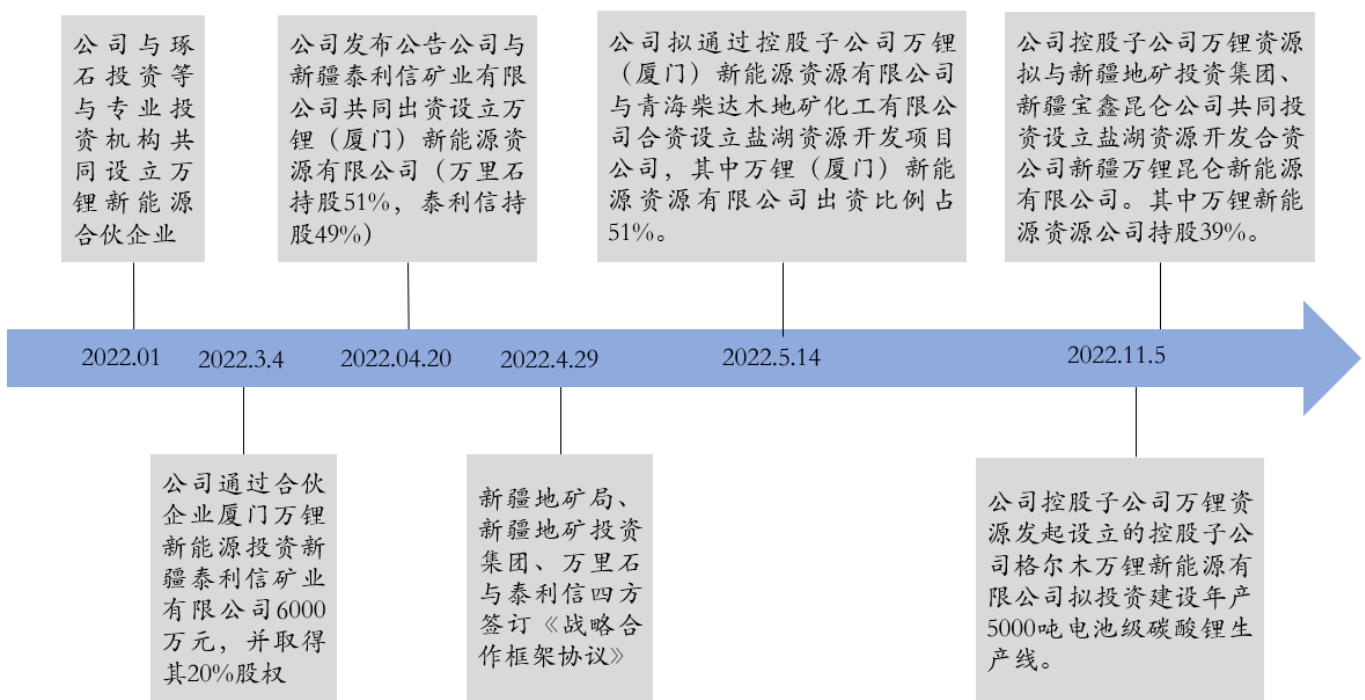 公司与琢
石投资等
与专业投
资机构共
同设立万
锂新能源
合伙企业
公司发布公告公司与
新疆泰利信矿业有限
公司共同出资设立万
锂（厦门）新能源资
源有限公司（万里石
持股51%，泰利信持
股49%）
公司拟通过控股子公司万锂
（厦门）新能源资源有限公司
与青海柴达木地矿化工有限公
司合资设立盐湖资源开发项目
公司，其中万锂（厦门）新能
源资源有限公司出资比例占
51%。
公司控股子公司万锂资源
拟与新疆地矿投资集团、
新疆宝鑫昆仑公司共同投
资设立盐湖资源开发合资
公司新疆万锂昆仑新能源
有限公司。其中万锂新能
源资源公司持股39%。
2022.01
2022.3.4
2022.04.20
2022.4.29
2022.5.14
2022.11.5
公司通过合伙
企业厦门万锂
新能源投资新
疆泰利信矿业
有限公司6000
万元，并取得
其20%股权
新疆地矿局、
新疆地矿投资
集团、万里石
与泰利信四方
签订《战略合
作框架协议》
公司控股子公司万锂资
源发起设立的控股子公
司格尔木万锂新能源有
限公司拟投资建设年产
5000吨电池级碳酸锂生
产线。